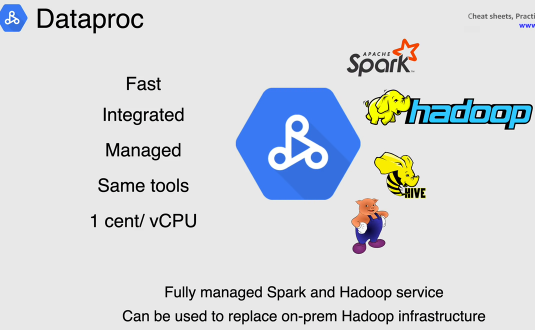 Dataproc
Cheat sheets, Practi
www
Fast
Integrated
Managed
Same tools
1 cent/ vCPU
APACHE
Spark
hadoop
HIVE
Fully managed Spark and Hadoop service
Can be used to replace on-prem Hadoop infrastructure